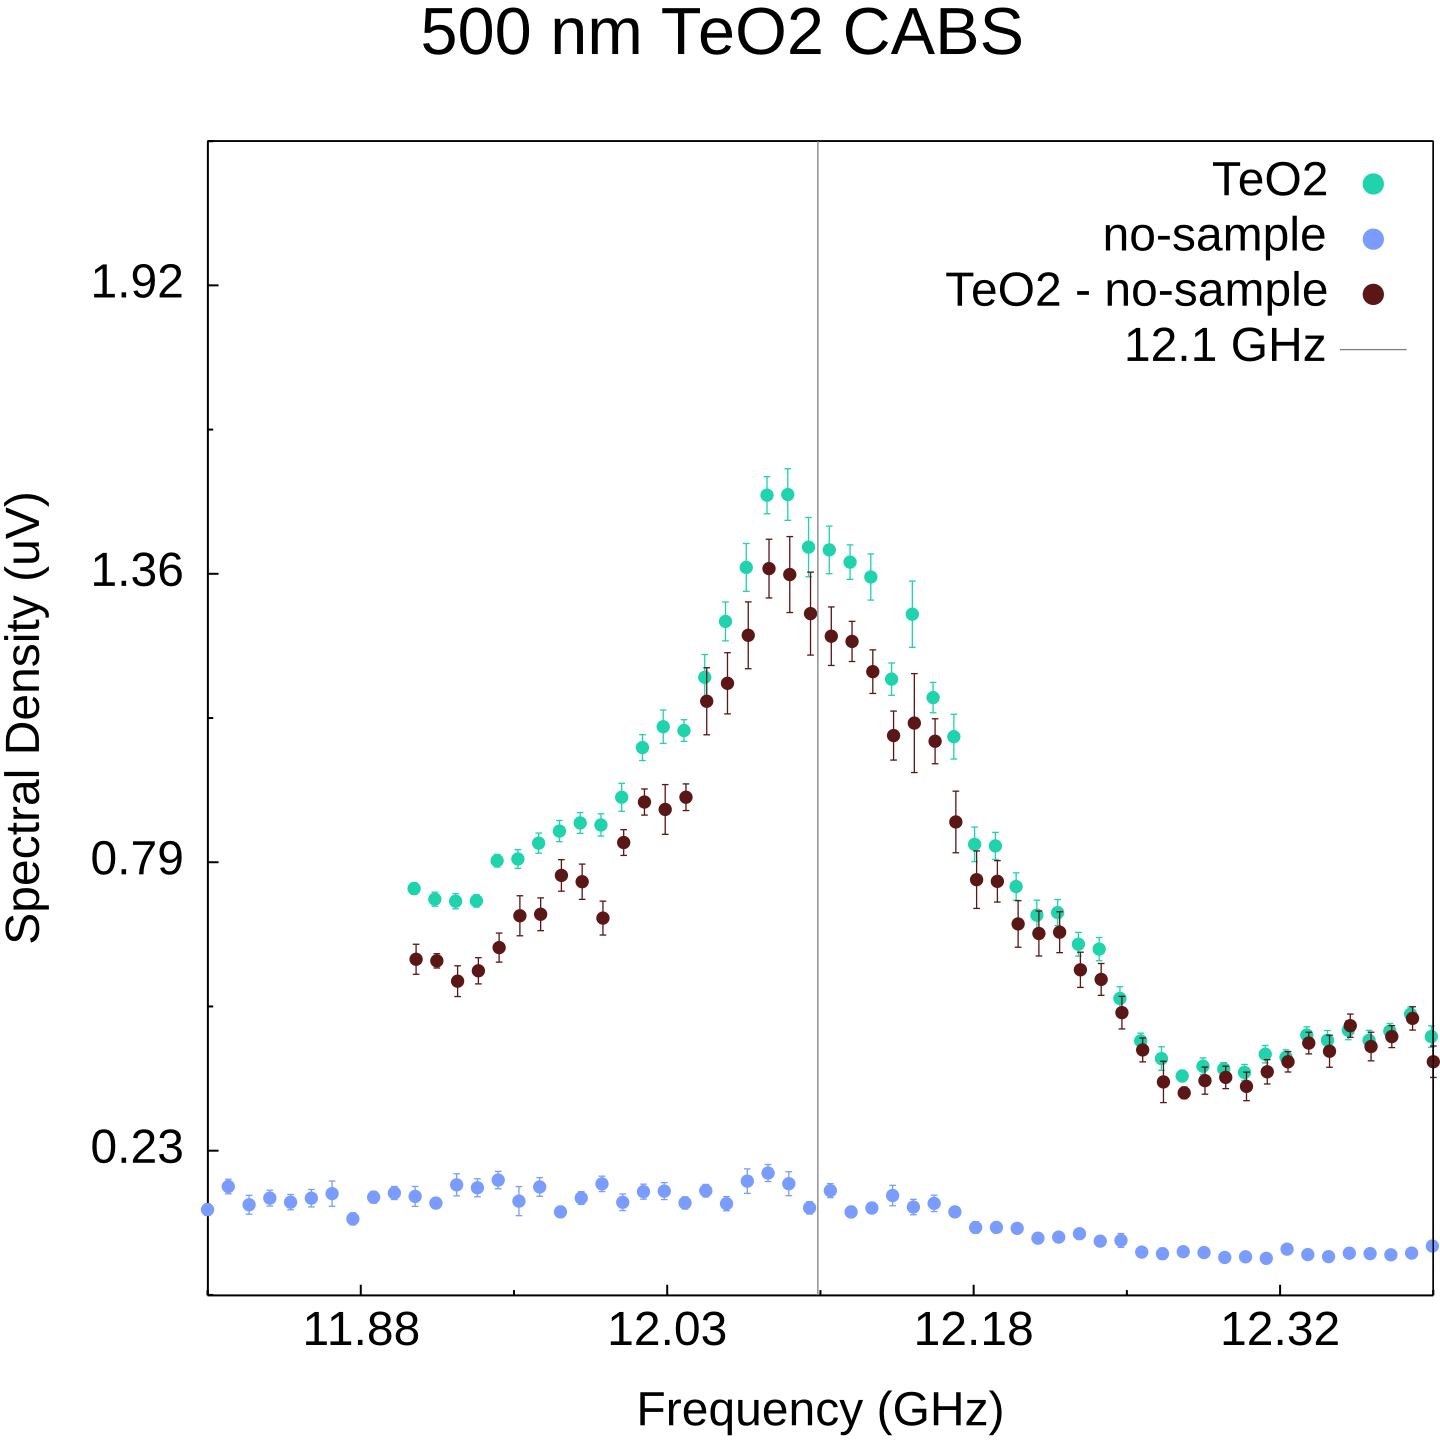 500 nm TeO2 CABS
TeO2
no-sample
TeO2 - no-sample
12.1 GHz
1.92
1.36
0.79
0.23
Spectral Density (uV)
11.88
12.03
12.18
12.32
Frequency (GHz)